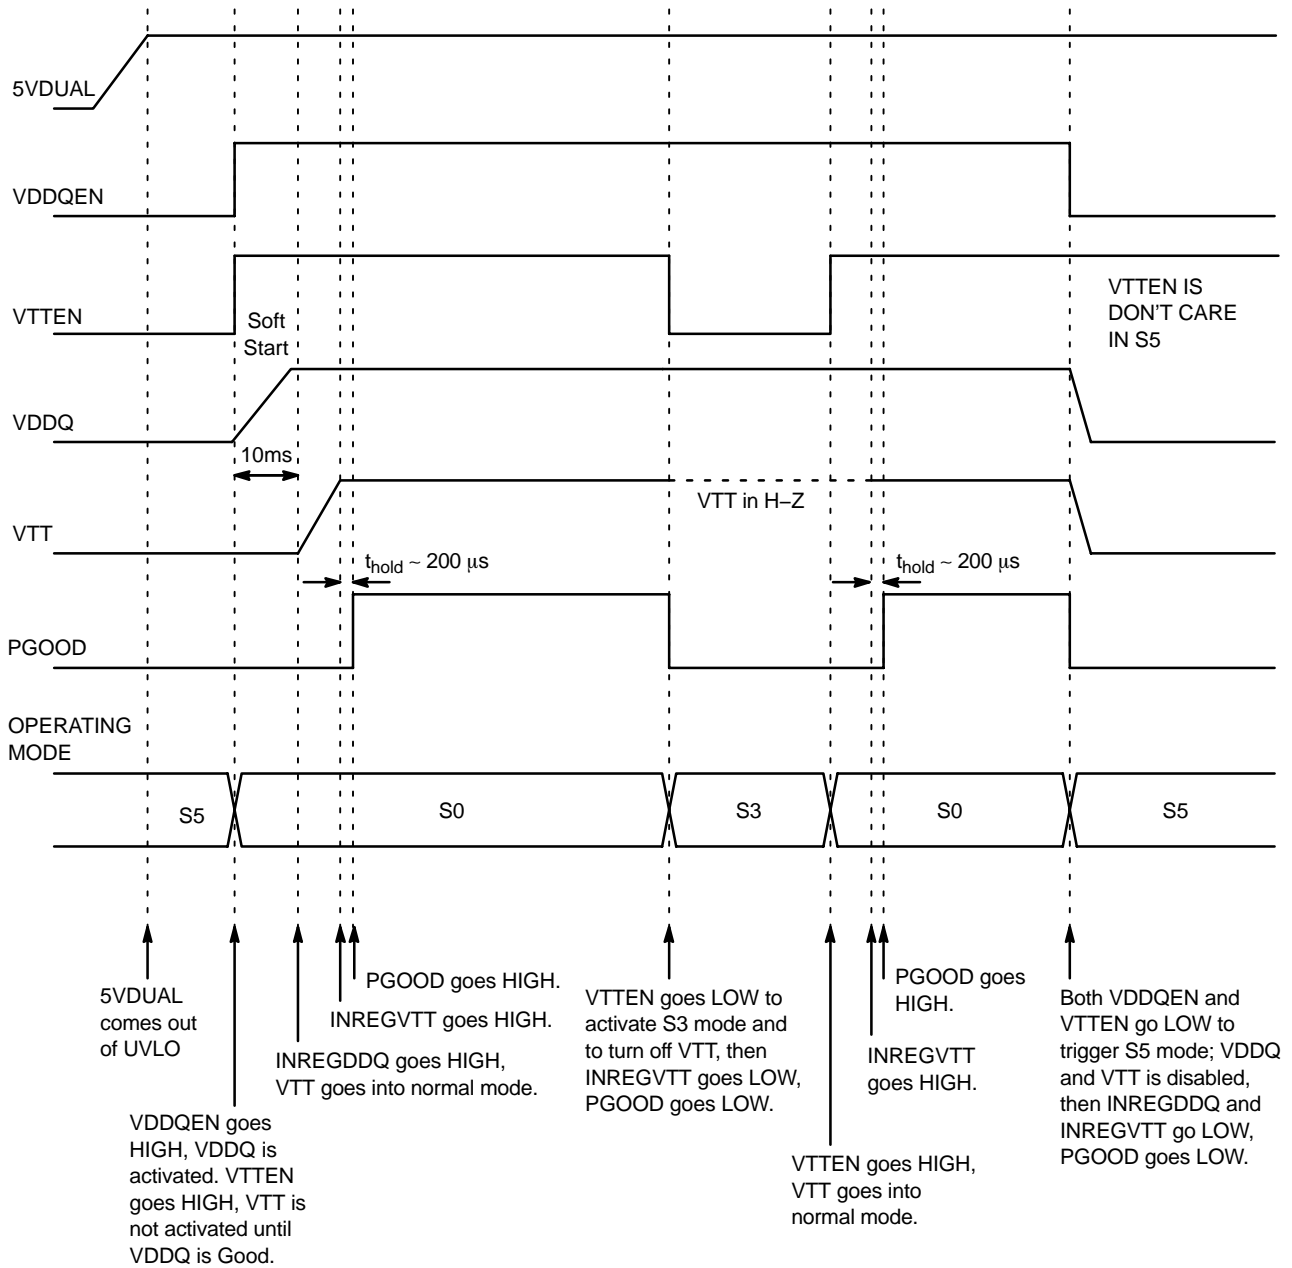 5VDUAL
VDDQEN
VTTEN
Soft
Start
VTTEN IS
DON'T CARE
IN S5
VDDQ
10ms
VTT in H–Z
VTT
thold ~ 200 μs
thold ~ 200 μs
PGOOD
OPERATING
MODE
S5
S0
S3
S0
S5
5VDUAL
comes out
of UVLO
VDDQEN goes
HIGH, VDDQ is
activated. VTTEN
goes HIGH, VTT is
not activated until
VDDQ is Good.
INREGDDQ goes HIGH,
VTT goes into normal mode.
INREGVTT goes HIGH.
PGOOD goes HIGH.
VTTEN goes LOW to
activate S3 mode and
to turn off VTT, then
INREGVTT goes LOW,
PGOOD goes LOW.
VTTEN goes HIGH,
VTT goes into
normal mode.
INREGVTT
goes HIGH.
PGOOD goes
HIGH.
Both VDDQEN and
VTTEN go LOW to
trigger S5 mode; VDDQ
and VTT is disabled,
then INREGDDQ and
INREGVTT go LOW,
PGOOD goes LOW.